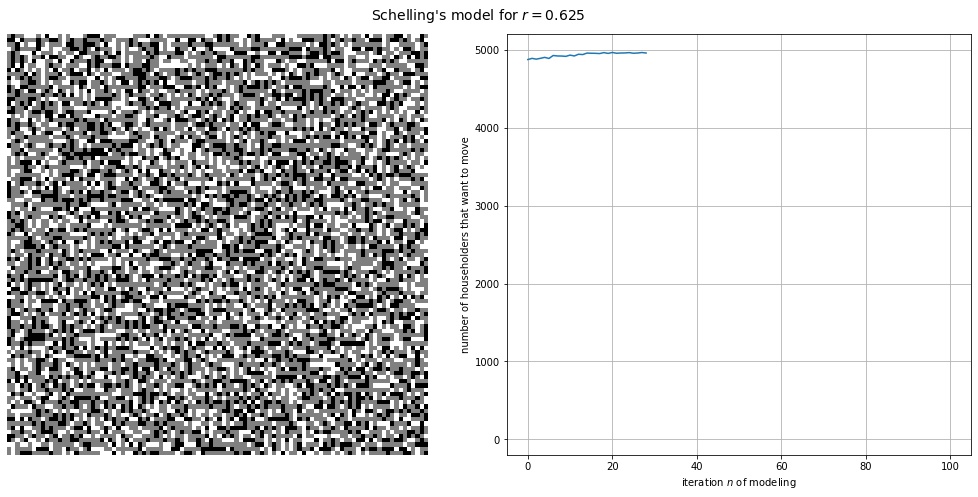 Schelling's model for r = 0.625
number of householders that want to move
5000
4000
3000
2000
1000
0
0 20 40 60 80 100
iteration n of modeling